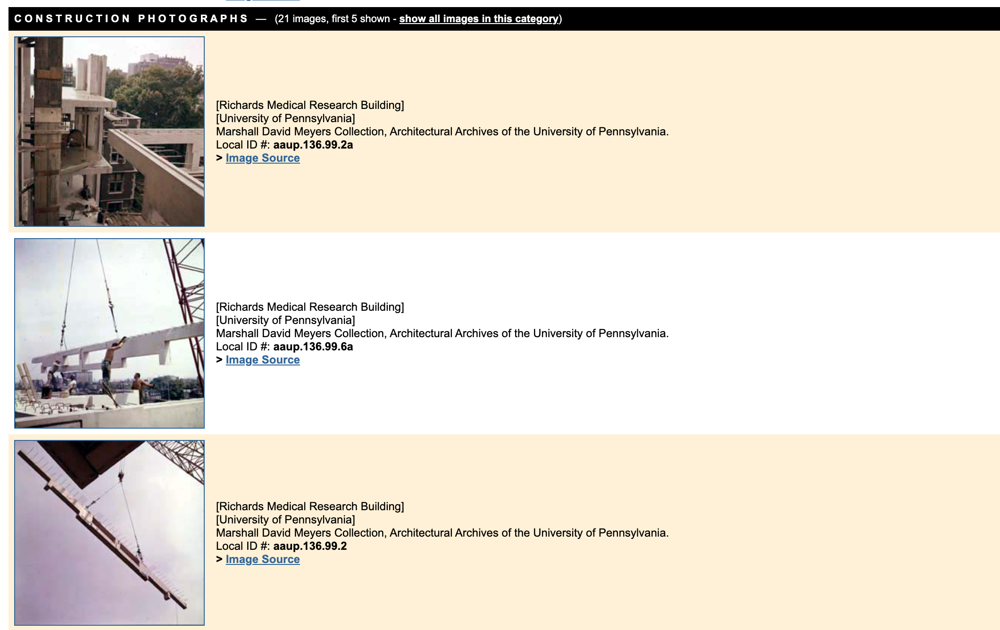 CONSTRUCTION PHOTOGRAPHS — (21 images, first 5 shown - show all images in this category)
[Richards Medical Research Building]
[University of Pennsylvania]
Marshall David Meyers Collection, Architectural Archives of the University of Pennsylvania.
Local ID #: aaup.136.99.2a
> Image Source
[Richards Medical Research Building]
[University of Pennsylvania]
Marshall David Meyers Collection, Architectural Archives of the University of Pennsylvania.
Local ID #: aaup.136.99.6a
> Image Source
[Richards Medical Research Building]
[University of Pennsylvania]
Marshall David Meyers Collection, Architectural Archives of the University of Pennsylvania.
Local ID #: aaup.136.99.2
> Image Source